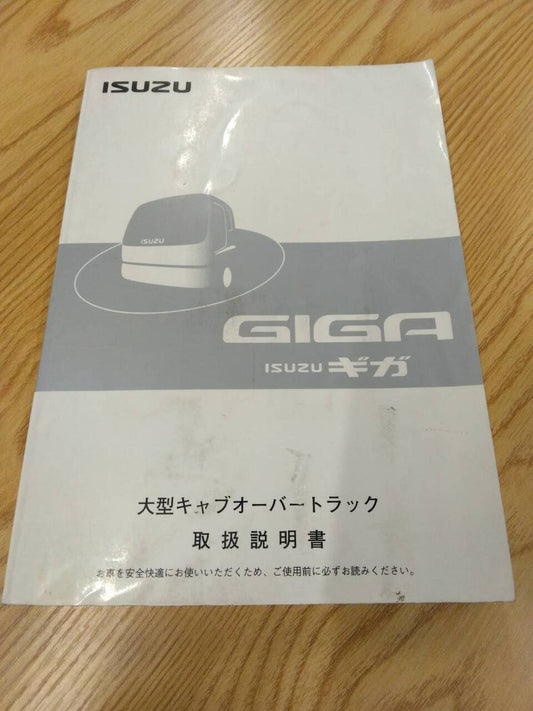 ISUZU
ISUZU
GIGA
ISUZU ギガ
大型キャブオーバートラック
取扱説明書
お車を安全快適にお使いいただくため、ご使用前に必ずお読みください。